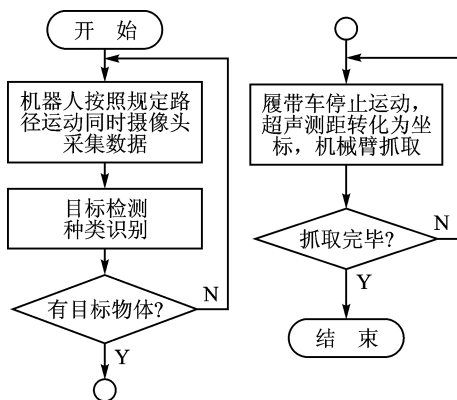 开 始
机器人按照规定路
径运动同时摄像头
采集数据
目标检测
种类识别
有目标物体?
N
Y
履带车停止运动,
超声测距转化为坐
标，机械臂抓取
抓取完毕?
N
Y
结 束